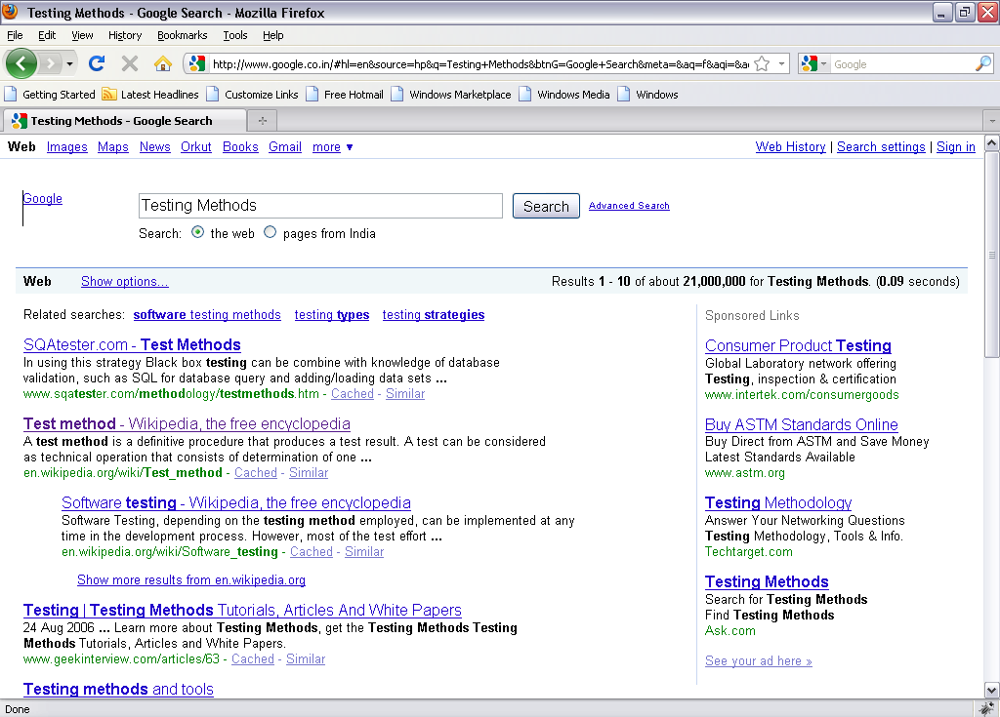 Testing Methods - Google Search - Mozilla Firefox
File Edit View History Bookmarks Tools Help
http://www.google.co.in/#hl=en&source=hp&q=Testing+Methods&btnG=Google+Search&meta=&aq=f&aqi=&a
Google
Getting Started Latest Headlines Customize Links Free Hotmail Windows Marketplace Windows Media Windows
Testing Methods - Google Search
Web Images Maps News Orkut Books Gmail more ▼
Web History | Search settings | Sign in
Google
Testing Methods
Search
Advanced Search
Search: the web pages from India
Web Show options...
Results 1 - 10 of about 21,000,000 for Testing Methods. (0.09 seconds)
Related searches: software testing methods testing types testing strategies
SQAtester.com - Test Methods
In using this strategy Black box testing can be combine with knowledge of database
validation, such as SQL for database query and adding/loading data sets ...
www.sqatester.com/methodology/testmethods.htm - Cached - Similar
Test method - Wikipedia, the free encyclopedia
A test method is a definitive procedure that produces a test result. A test can be considered
as technical operation that consists of determination of one ...
en.wikipedia.org/wiki/Test_method - Cached - Similar
Software testing - Wikipedia, the free encyclopedia
Software Testing, depending on the testing method employed, can be implemented at any
time in the development process. However, most of the test effort ...
en.wikipedia.org/wiki/Software_testing - Cached - Similar
Show more results from en.wikipedia.org
Testing | Testing Methods Tutorials, Articles And White Papers
24 Aug 2006 ... Learn more about Testing Methods, get the Testing Methods Testing
Methods Tutorials, Articles and White Papers.
www.geekinterview.com/articles/63 - Cached - Similar
Testing methods and tools
Sponsored Links
Consumer Product Testing
Global Laboratory network offering
Testing, inspection & certification
www.intertek.com/consumergoods
Buy ASTM Standards Online
Buy Direct from ASTM and Save Money
Latest Standards Available
www.astm.org
Testing Methodology
Answer Your Networking Questions
Testing Methodology, Tools & Info.
Techtarget.com
Testing Methods
Search for Testing Methods
Find Testing Methods
Ask.com
See your ad here »
Done